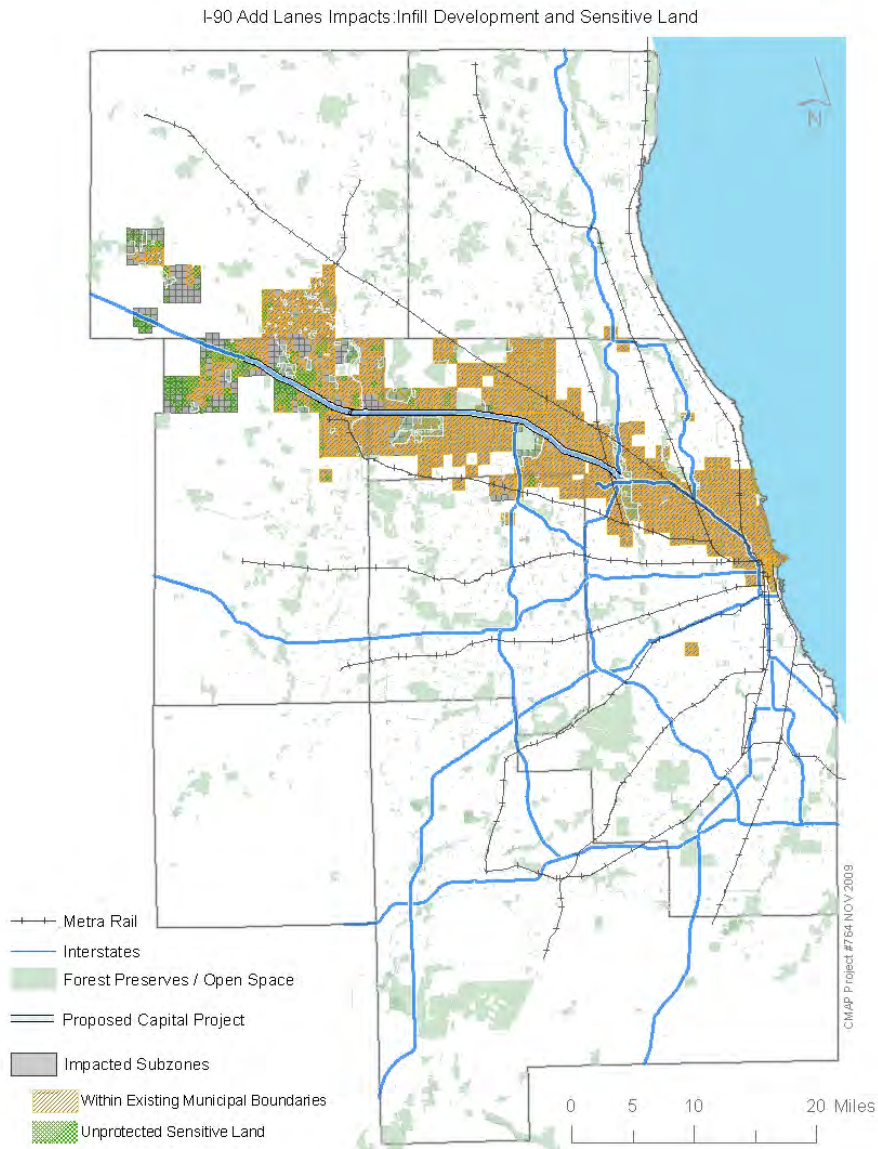 I-90 Add Lanes Impacts:Infill Development and Sensitive Land
N
Metra Rail
Interstates
Forest Preserves / Open Space
Proposed Capital Project
Impacted Subzones
Within Existing Municipal Boundaries
Unprotected Sensitive Land
0 5 10 20 Miles
CMAP Project #764 NOV 2009